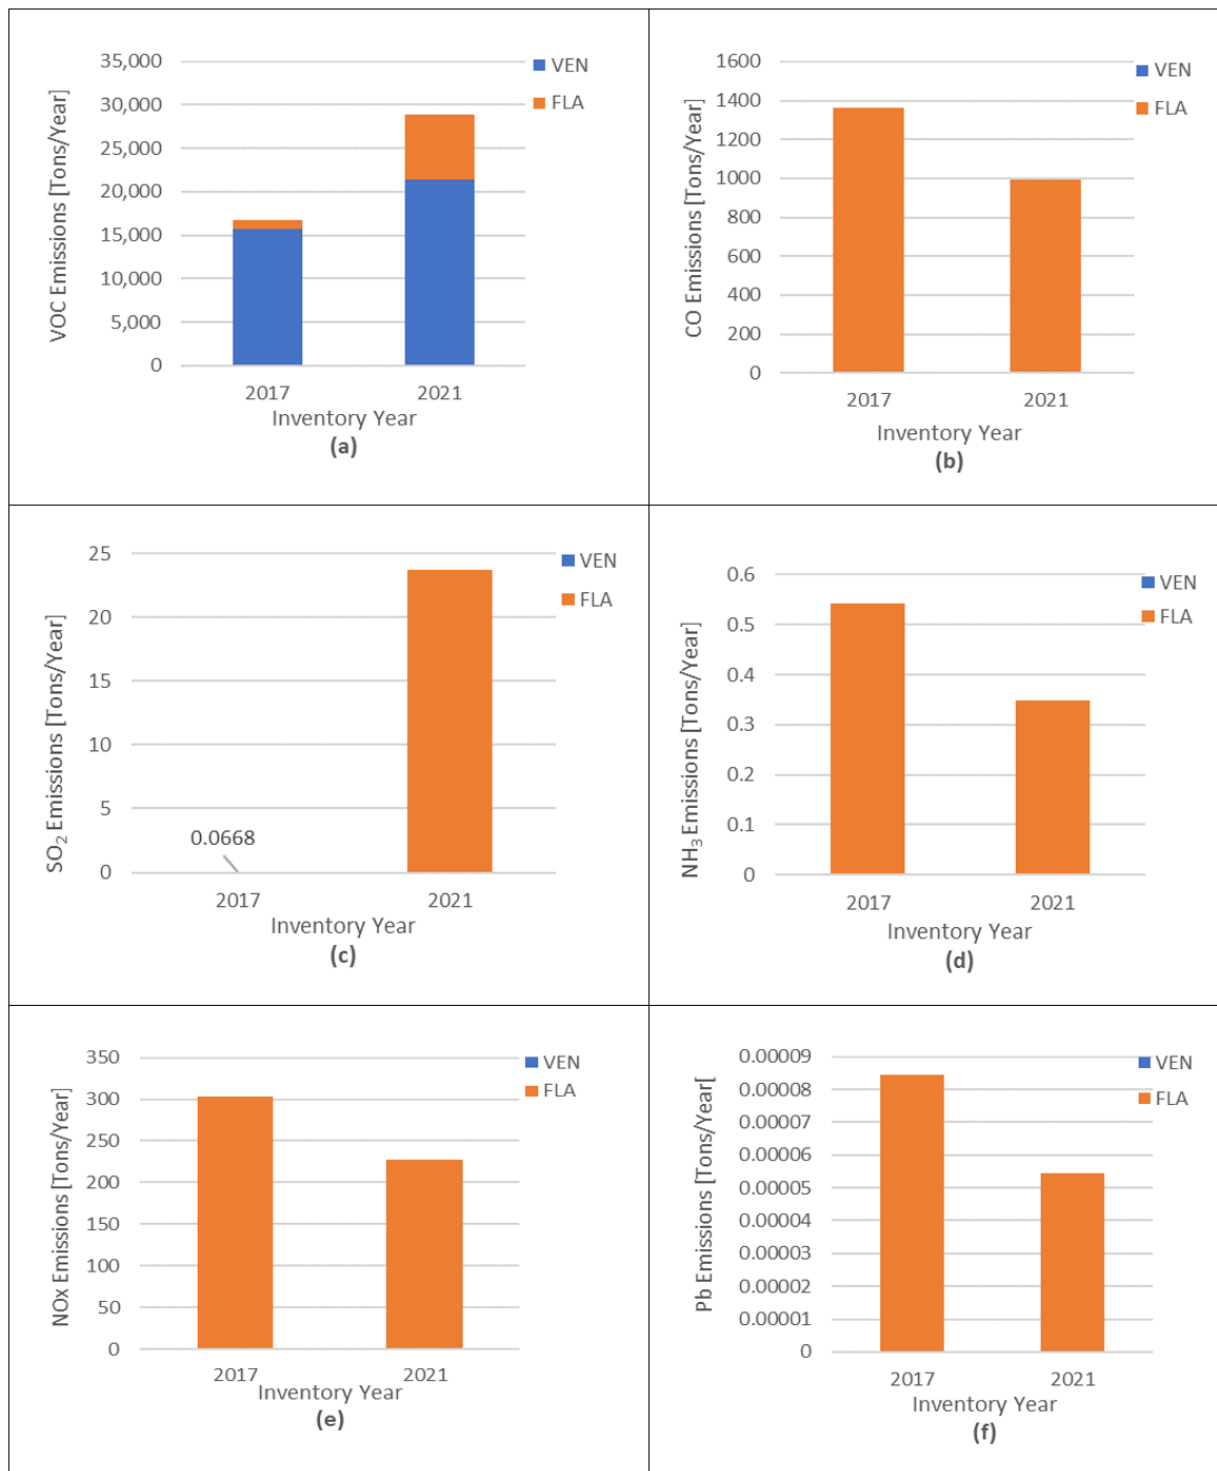 35,000
30,000
25,000
20,000
15,000
10,000
5,000
0
VOC Emissions [Tons/Year]
VEN
FLA
2017 2021
Inventory Year
(a)
1600
1400
1200
1000
800
600
400
200
0
CO Emissions [Tons/Year]
VEN
FLA
2017 2021
Inventory Year
(b)
25
20
15
10
5
0
SO₂ Emissions [Tons/Year]
VEN
FLA
0.0668
2017 2021
Inventory Year
(c)
0.6
0.5
0.4
0.3
0.2
0.1
0
NH₃ Emissions [Tons/Year]
VEN
FLA
2017 2021
Inventory Year
(d)
350
300
250
200
150
100
50
0
NOx Emissions [Tons/Year]
VEN
FLA
2017 2021
Inventory Year
(e)
0.00009
0.00008
0.00007
0.00006
0.00005
0.00004
0.00003
0.00002
0.00001
0
Pb Emissions [Tons/Year[
VEN
FLA
2017 2021
Inventory Year
(f)